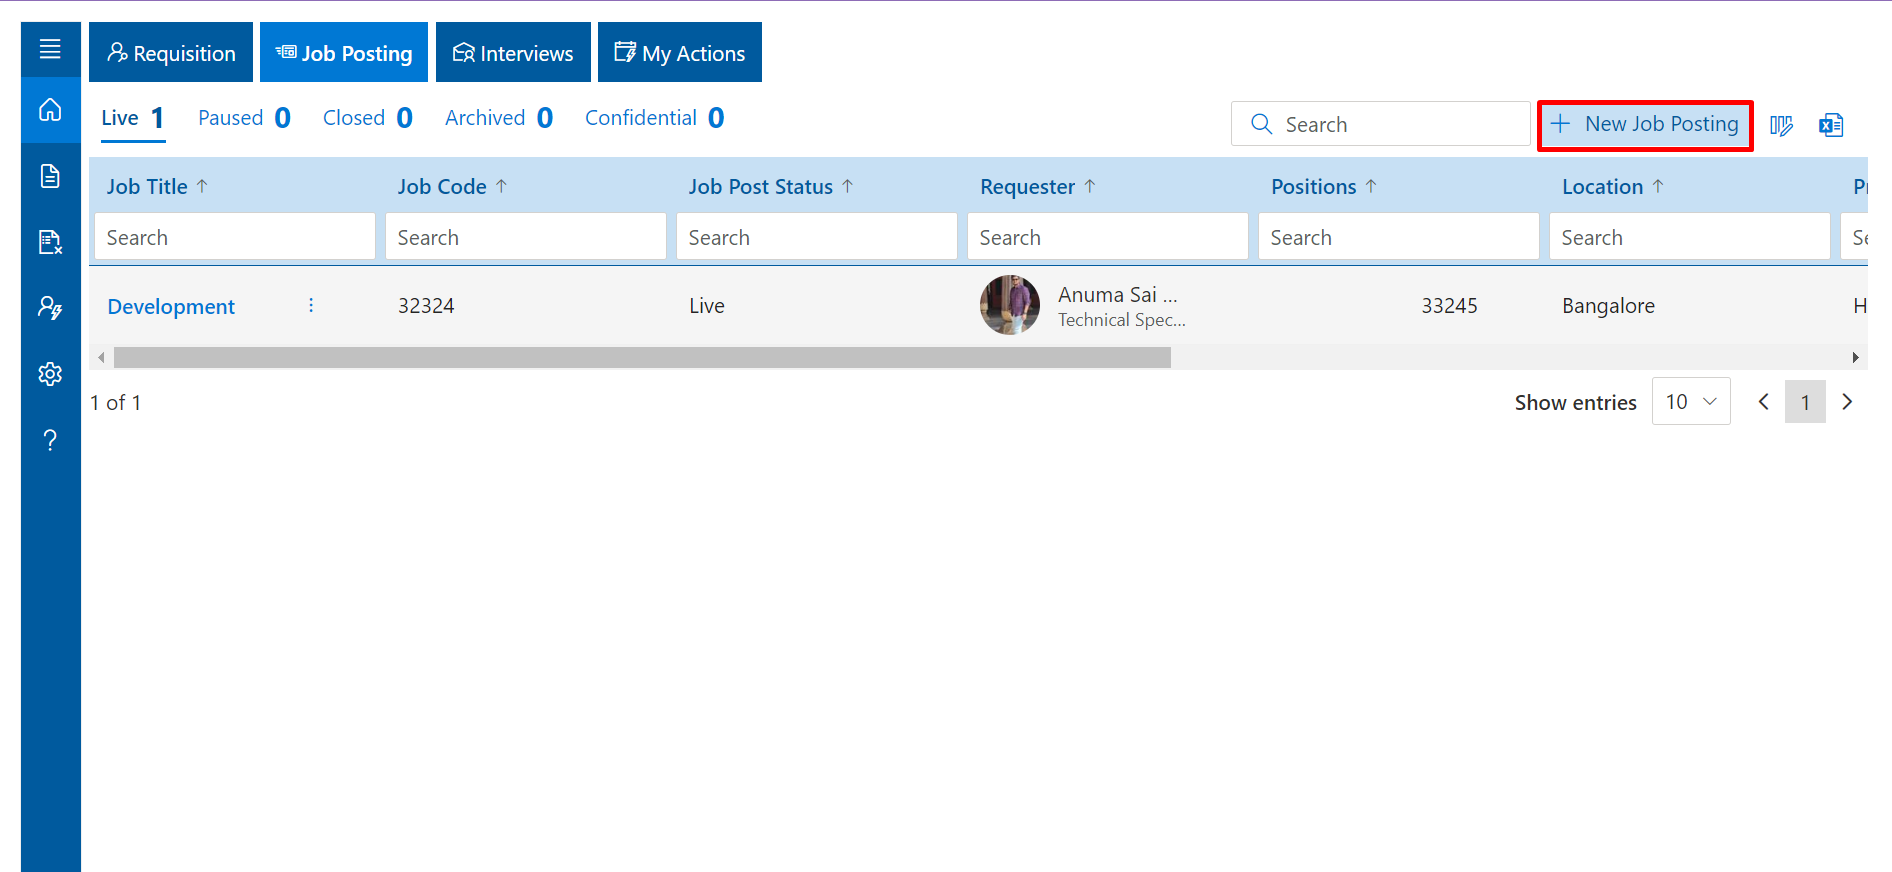 Requisition Job Posting Interviews My Actions
Live 1 Paused 0 Closed 0 Archived 0 Confidential 0 Search New Job Posting
Job Title Job Code Job Post Status Requester Positions Location
Search Search Search Search Search Search
Development 32324 Live Anuma Sai ... 33245 Bangalore
Technical Spec...
1 of 1 Show entries 10 1